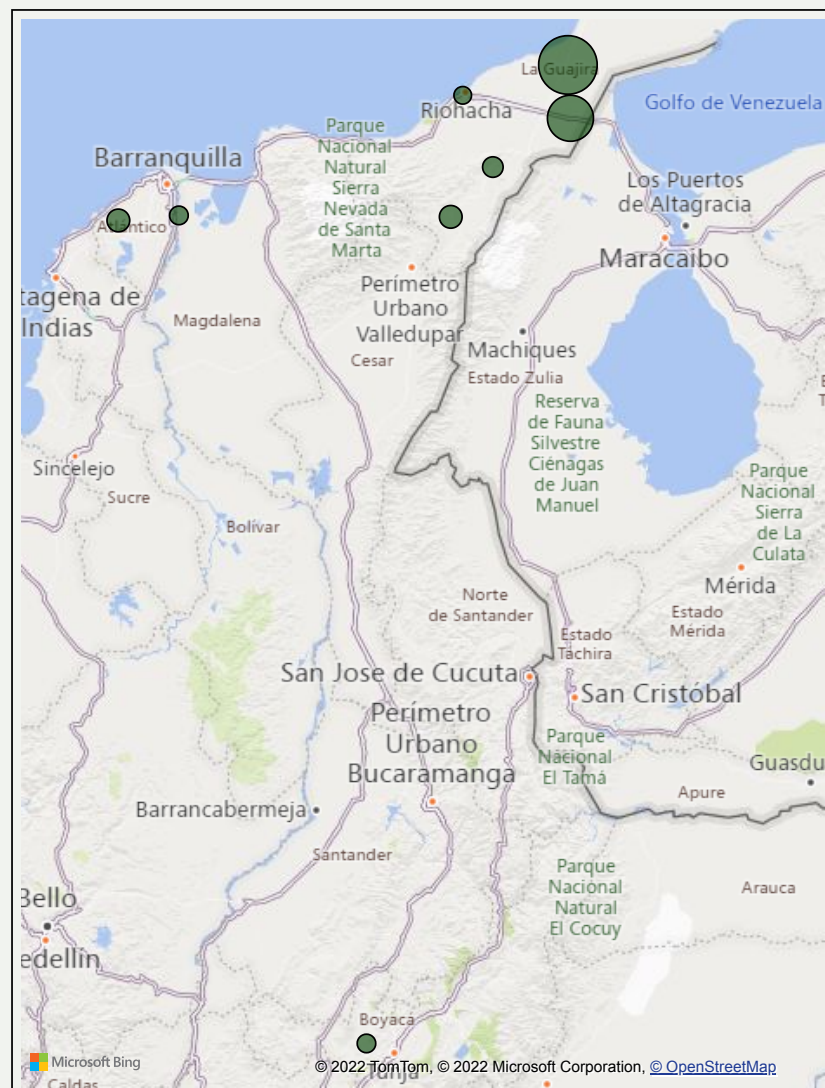 La Guajira
Golfo de Venezuela
Riohacha
Parque
Nacional
Natural
Sierra
Nevada
de Santa
Marta
Barranquilla
Los Puertos
de Altagracia
Atlántico
Maracaibo
tagena de
Indias
Perímetro
Urbano
Valledupar
Magdalena
Machiques
Cesar
Estado Zulia
Reserva
de Fauna
Silvestre
Ciénagas
de Juan
Manuel
Sincelejo
Parque
Nacional
Sierra
de La
Culata
Sucre
Bolívar
Mérida
Norte
de Santander
Estado
Mérida
Estado
Táchira
San Jose de Cucuta
San Cristóbal
Perímetro
Urbano
Bucaramanga
Parque
Nacional
El Tamá
Guasdu
Apure
Barrancabermeja
Santander
Parque
Nacional
Natural
El Cocuy
Arauca
Bello
edellín
Boyaca
Tunja
Microsoft Bing
© 2022 TomTom, © 2022 Microsoft Corporation, © OpenStreetMap
Caldas